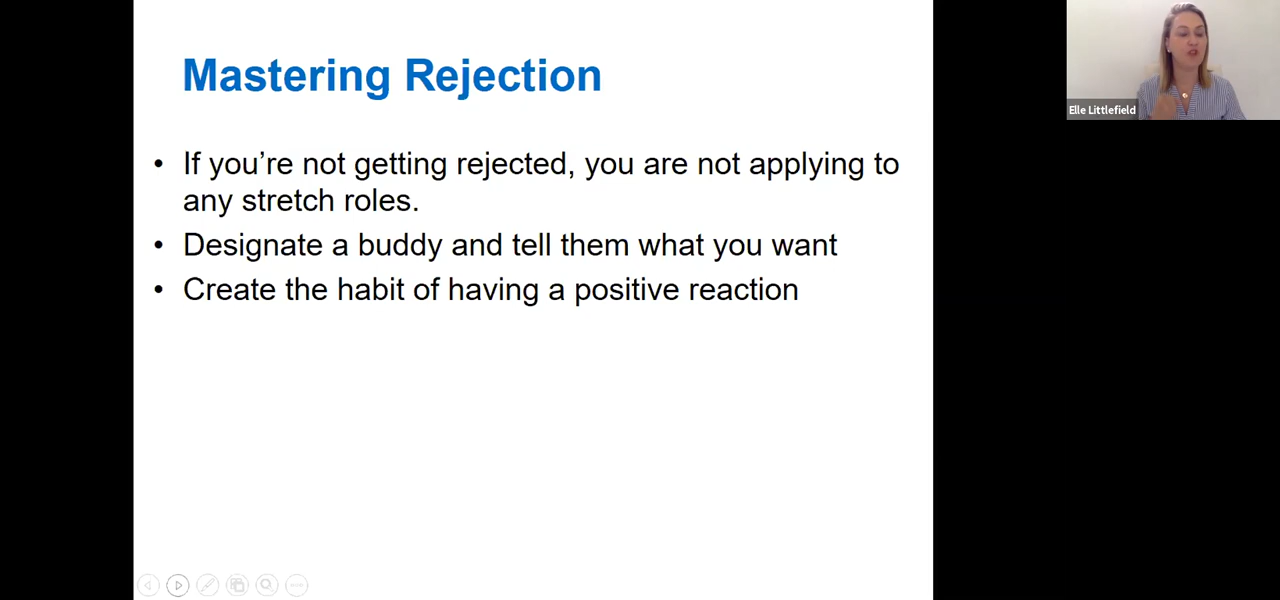 Mastering Rejection
Elle Littlefield
• If you’re not getting rejected, you are not applying to
any stretch roles.
• Designate a buddy and tell them what you want
• Create the habit of having a positive reaction